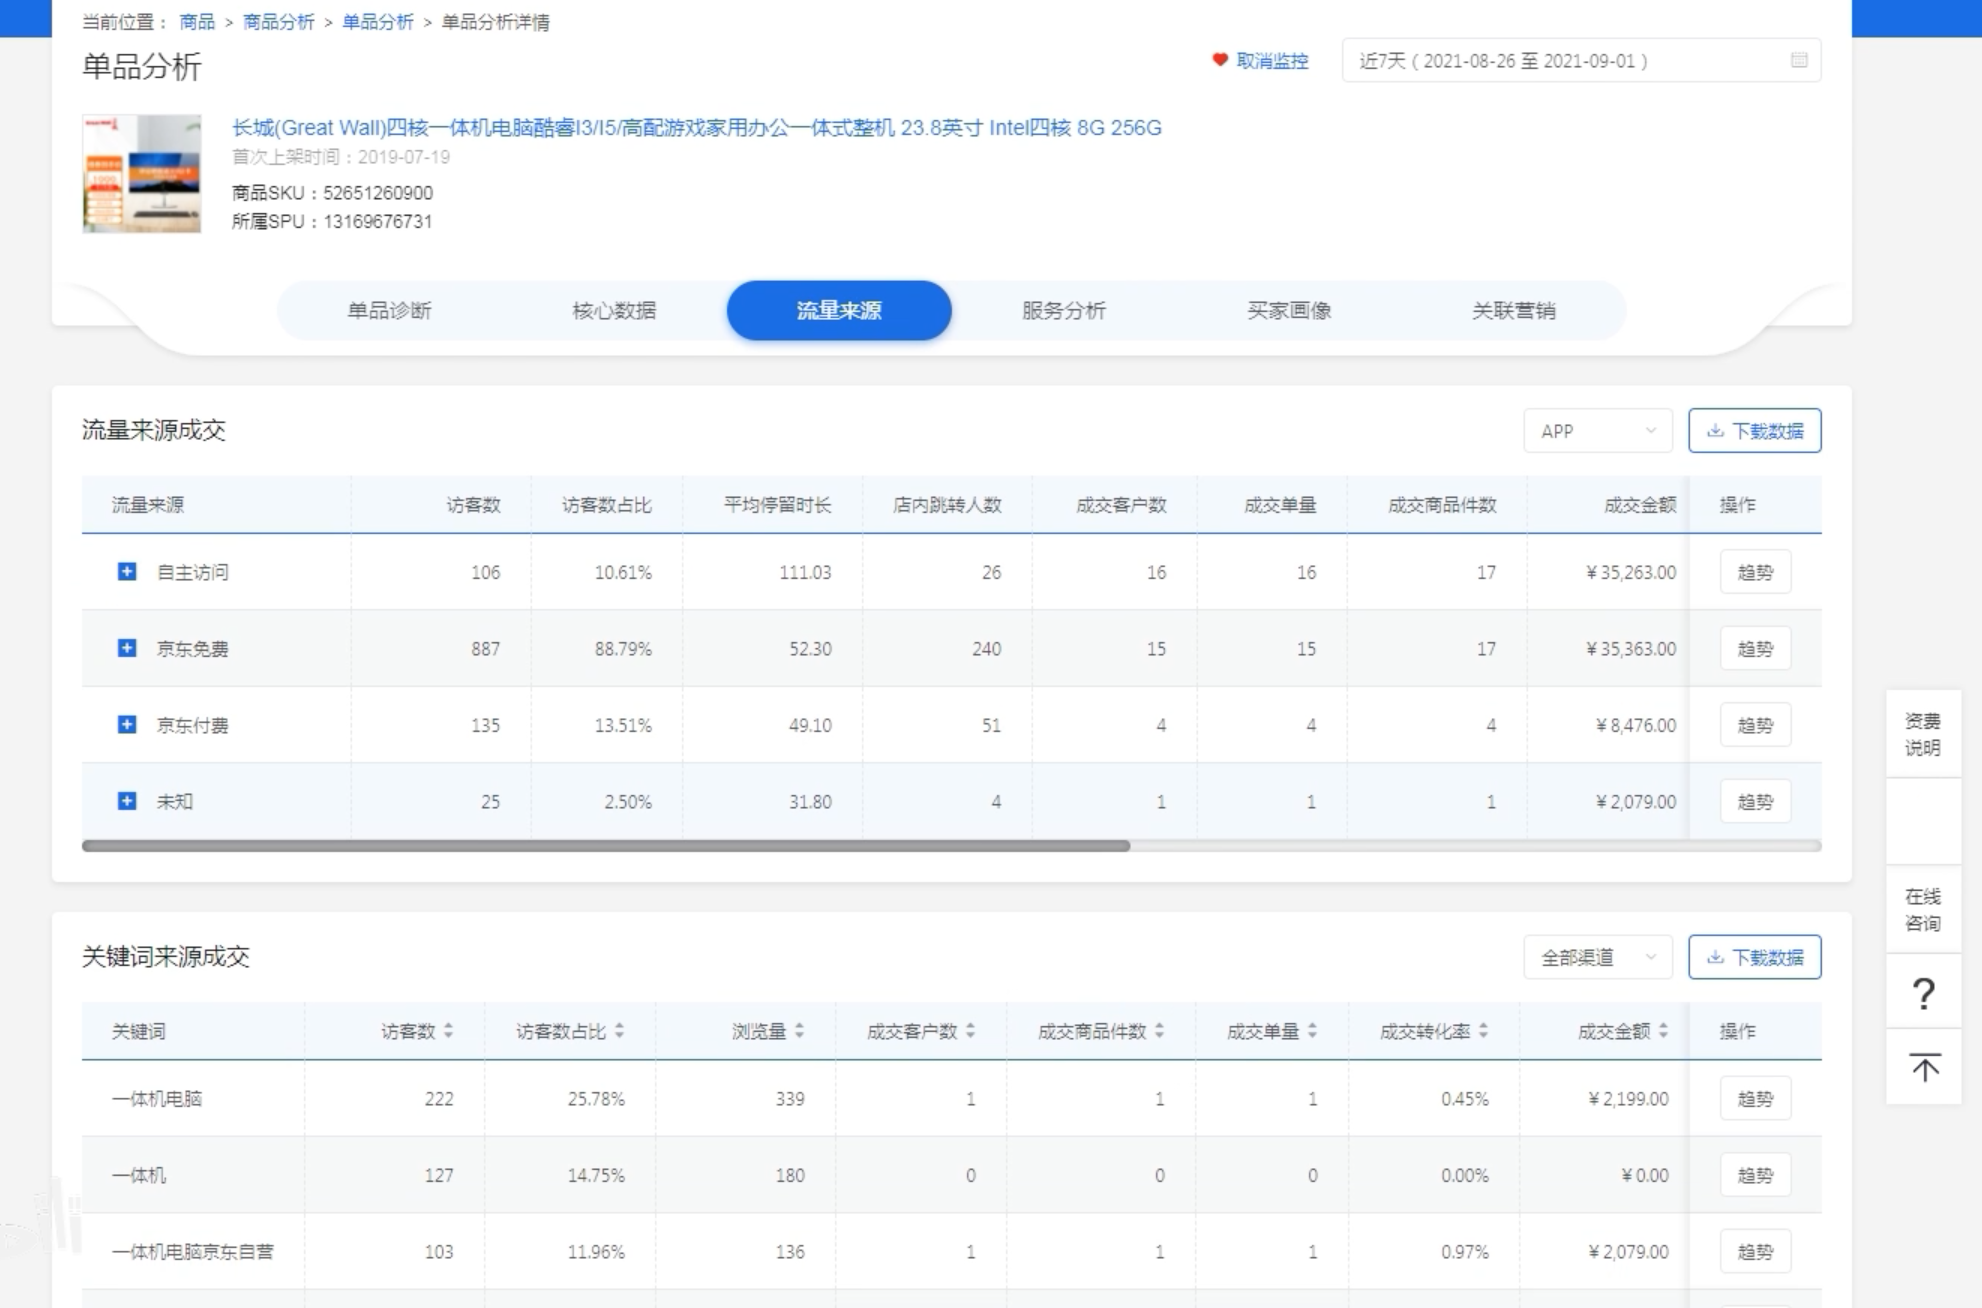 当前位置： 商品 > 商品分析 > 单品分析 > 单品分析详情
单品分析
取消监控
近7天 ( 2021-08-26 至 2021-09-01 )
长城(Great Wall)四核一体机电脑酷睿I3/I5/高配游戏家用办公一体式整机 23.8英寸 Intel四核 8G 256G
首次上架时间：2019-07-19
商品SKU：52651260900
所属SPU：13169676731
单品诊断 核心数据 流量来源 服务分析 买家画像 关联营销
流量来源成交 APP 下载数据
流量来源 访客数 访客数占比 平均停留时长 店内跳转人数 成交客户数 成交单量 成交商品件数 成交金额 操作
自主访问 106 10.61% 111.03 26 16 16 17 ¥35,263.00 趋势
京东免费 887 88.79% 52.30 240 15 15 17 ¥35,363.00 趋势
京东付费 135 13.51% 49.10 51 4 4 4 ¥8,476.00 趋势
未知 25 2.50% 31.80 4 1 1 1 ¥2,079.00 趋势
关键词来源成交 全部渠道 下载数据
关键词 访客数 访客数占比 浏览量 成交客户数 成交商品件数 成交单量 成交转化率 成交金额 操作
一体机电脑 222 25.78% 339 1 1 1 0.45% ¥2,199.00 趋势
一体机 127 14.75% 180 0 0 0 0.00% ¥0.00 趋势
一体机电脑京东自营 103 11.96% 136 1 1 1 0.97% ¥2,079.00 趋势
资费
说明
在线
咨询
?